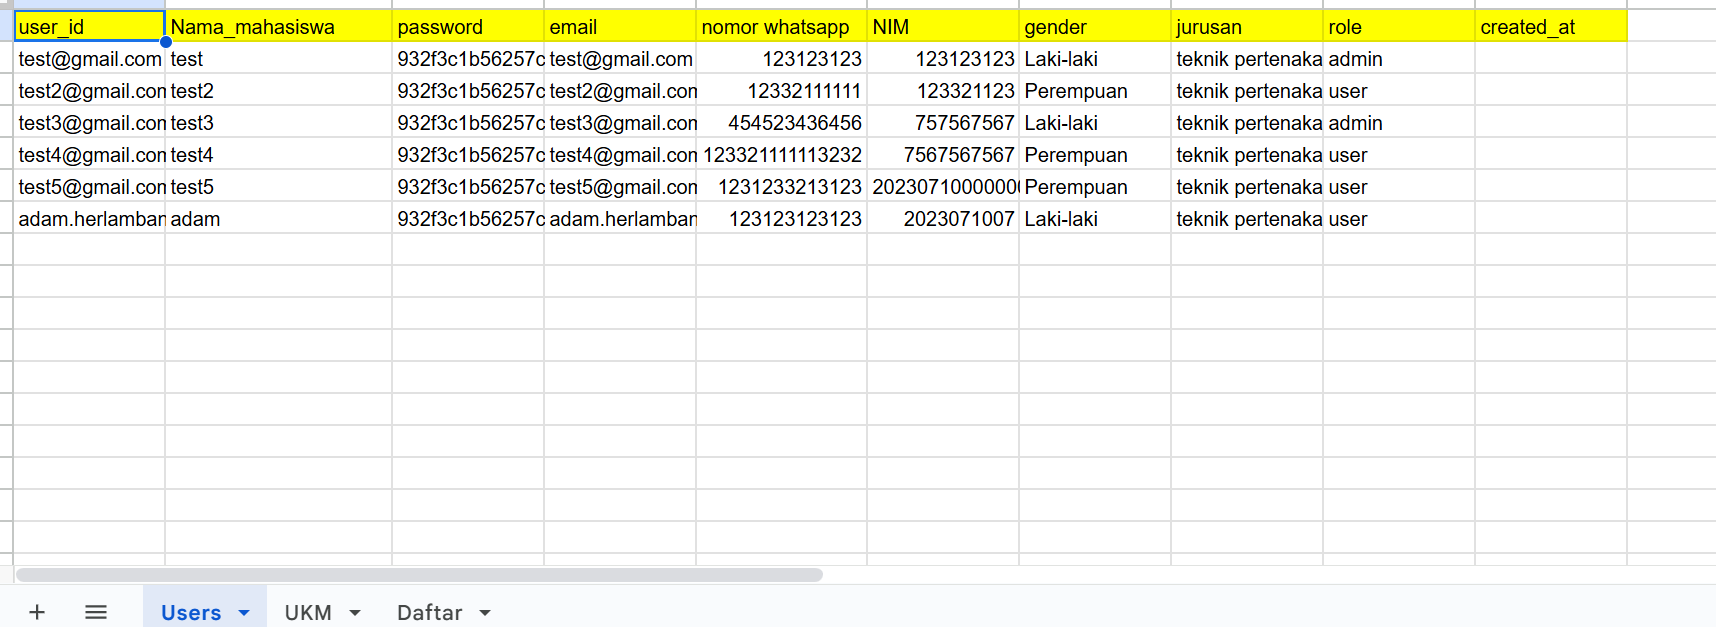 user_id Nama_mahasiswa password email nomor whatsapp NIM gender jurusan role created_at
test@gmail.com test 932f3c1b56257c test@gmail.com 123123123 123123123 Laki-laki teknik pertenaka admin
test2@gmail.con test2 932f3c1b56257c test2@gmail.con 12332111111 123321123 Perempuan teknik pertenaka user
test3@gmail.con test3 932f3c1b56257c test3@gmail.con 454523436456 757567567 Laki-laki teknik pertenaka admin
test4@gmail.con test4 932f3c1b56257c test4@gmail.con 123321111113232 7567567567 Perempuan teknik pertenaka user
test5@gmail.con test5 932f3c1b56257c test5@gmail.con 1231233213123 20230710000000 Perempuan teknik pertenaka user
adam.herlamban adam 932f3c1b56257c adam.herlamban 123123123123 2023071007 Laki-laki teknik pertenaka user
Users UKM Daftar